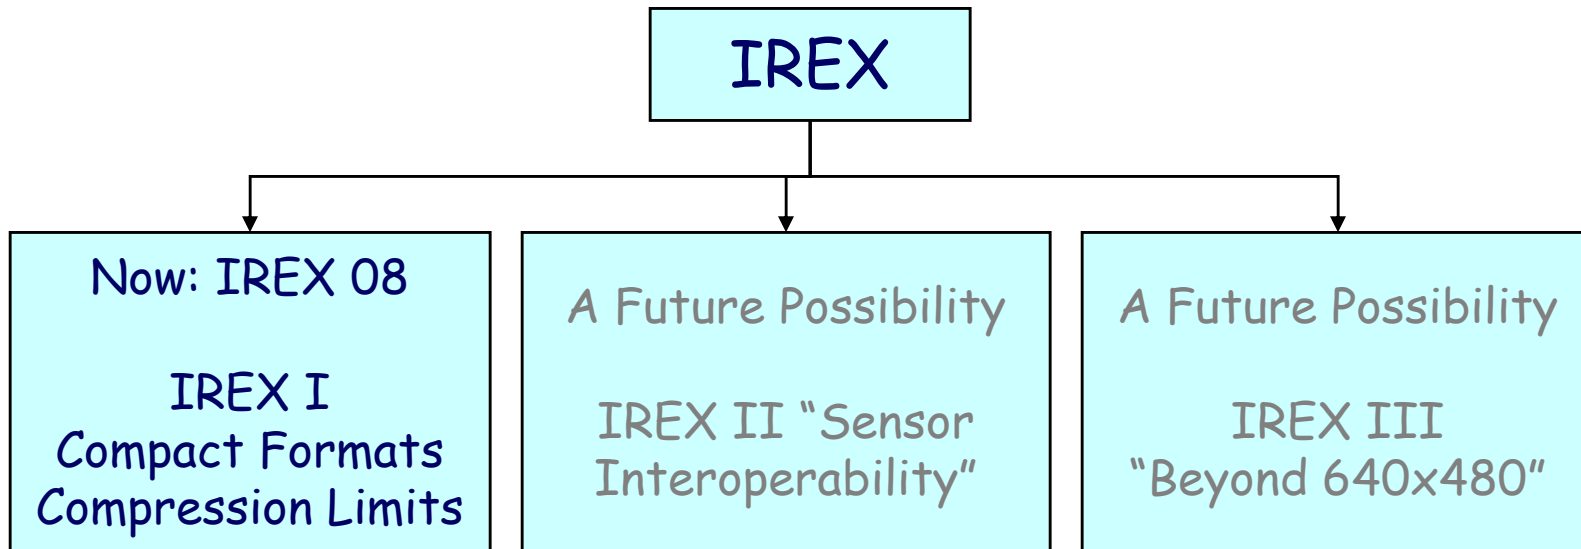 IREX
Now: IREX 08
IREX I
Compact Formats
Compression Limits
A Future Possibility
IREX II “Sensor
Interoperability”
A Future Possibility
IREX III
“Beyond 640x480”